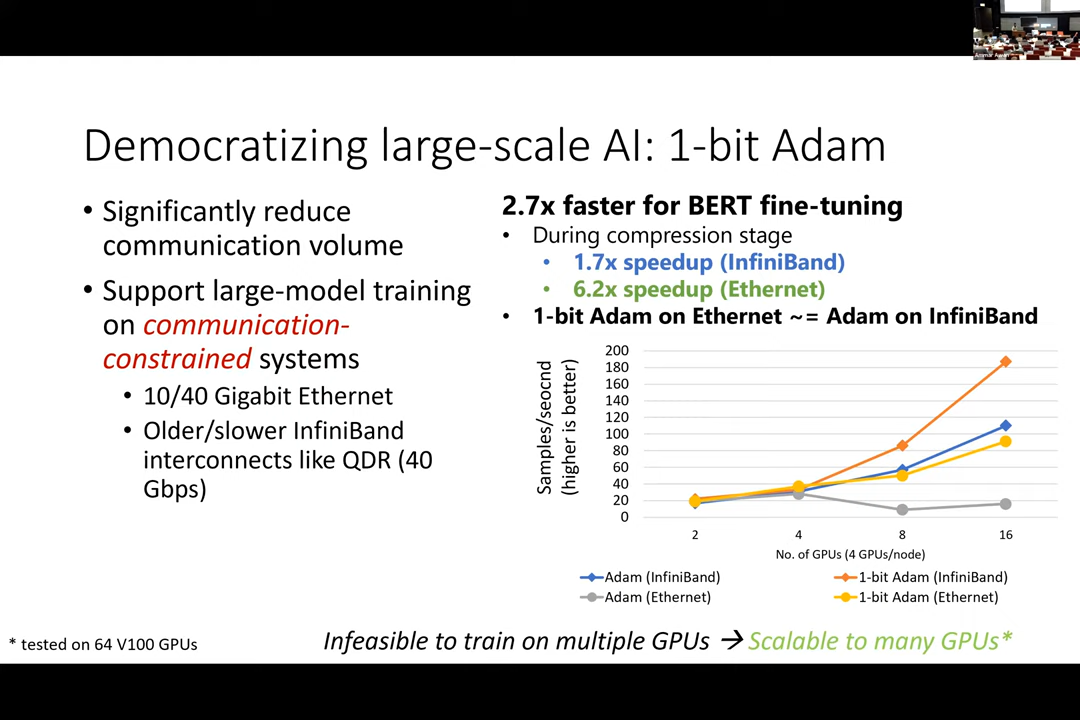 Ammar Awan
Democratizing large-scale AI: 1-bit Adam
• Significantly reduce
communication volume
• Support large-model training
on communication-
constrained systems
• 10/40 Gigabit Ethernet
• Older/slower InfiniBand
interconnects like QDR (40
Gbps)
2.7x faster for BERT fine-tuning
• During compression stage
• 1.7x speedup (InfiniBand)
• 6.2x speedup (Ethernet)
• 1-bit Adam on Ethernet ~= Adam on InfiniBand
Samples/seocnd
(higher is better)
200
180
160
140
120
100
80
60
40
20
0
2 4 8 16
No. of GPUs (4 GPUs/node)
Adam (InfiniBand) 1-bit Adam (InfiniBand)
Adam (Ethernet) 1-bit Adam (Ethernet)
* tested on 64 V100 GPUs
Infeasible to train on multiple GPUs → Scalable to many GPUs*